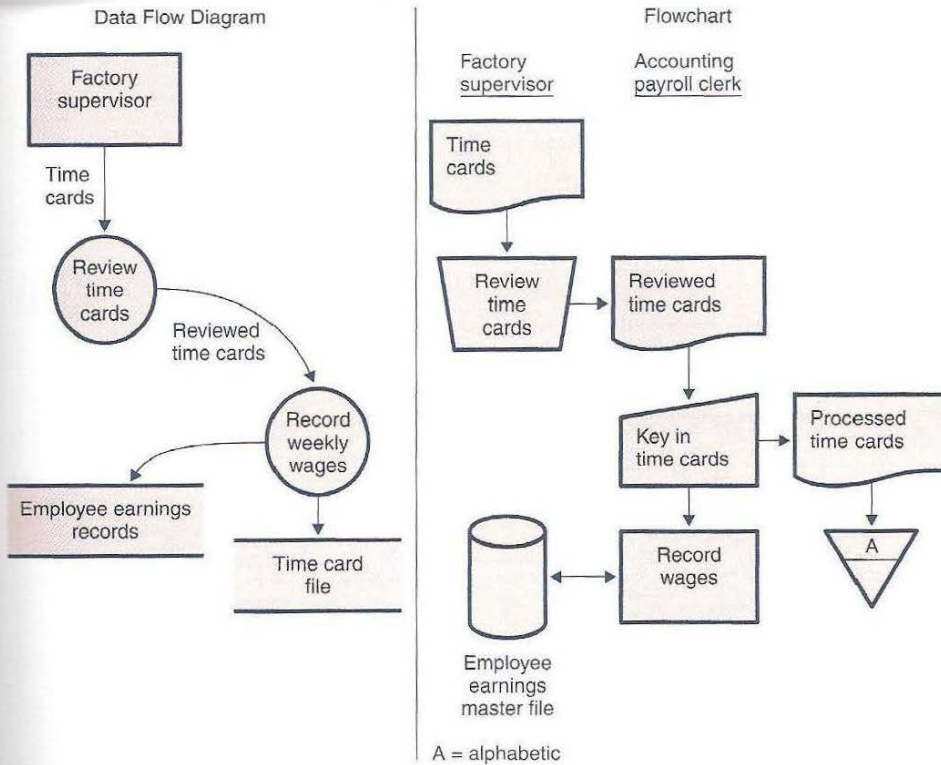 Data Flow Diagram
Factory
supervisor
Time
cards
Review
time
cards
Reviewed
time cards
Record
weekly
wages
Employee earnings
records
Time card
file
Flowchart
Factory
supervisor
Accounting
payroll clerk
Time
cards
Review
time
cards
Reviewed
time cards
Key in
time cards
Processed
time cards
A
Record
wages
Employee
earnings
master file
A = alphabetic